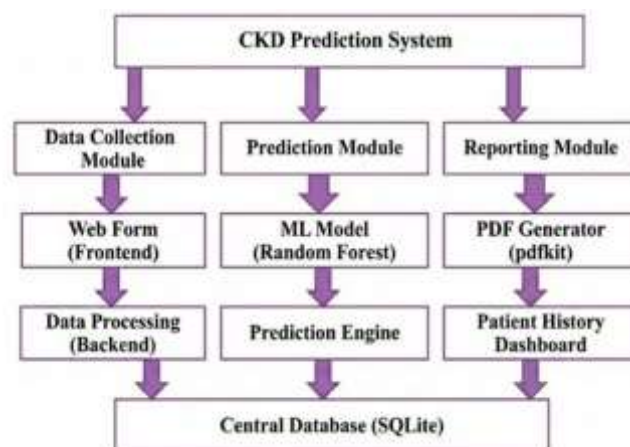 CKD Prediction System
Data Collection
Module
Prediction Module
Reporting Module
Web Form
(Frontend)
ML Model
(Random Forest)
PDF Generator
(pdfkit)
Data Processing
(Backend)
Prediction Engine
Patient History
Dashboard
Central Database (SQLite)